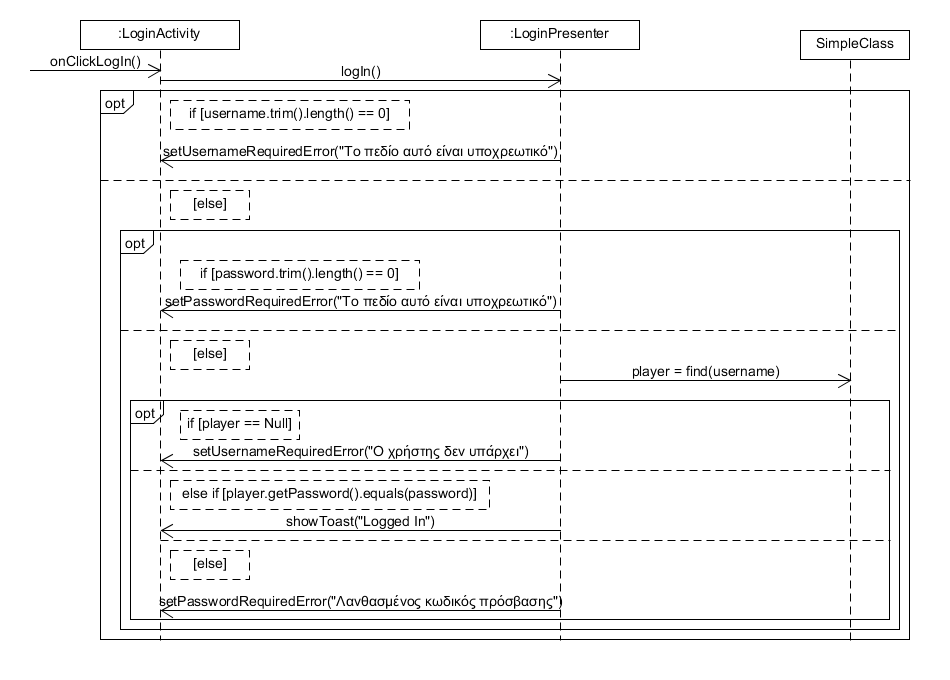 :LoginActivity
:LoginPresenter
SimpleClass
onClickLogIn()
logIn()
opt
if [username.trim().length() == 0]
setUsernameRequiredError("Το πεδίο αυτό είναι υποχρεωτικό")
[else]
opt
if [password.trim().length() == 0]
setPasswordRequiredError("Το πεδίο αυτό είναι υποχρεωτικό")
[else]
player = find(username)
opt
if [player == Null]
setUsernameRequiredError("Ο χρήστης δεν υπάρχει")
else if [player.getPassword().equals(password)]
showToast("Logged In")
[else]
setPasswordRequiredError("Λανθασμένος κωδικός πρόσβασης")